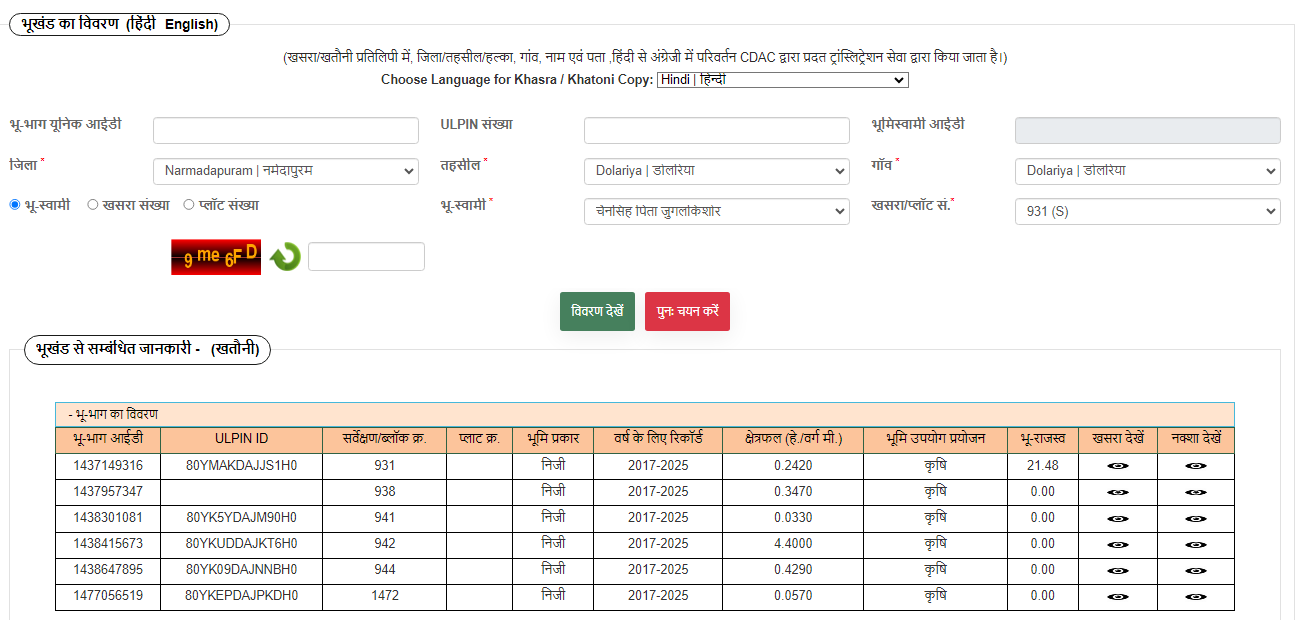 भूखंड का विवरण (हिंदी English)
(खसरा/खतौनी प्रतिलिपी में, जिला/तहसील/हल्का, गांव, नाम एवं पता ,हिंदी से अंग्रेजी में परिवर्तन CDAC द्वारा प्रदत ट्रांस्लिट्रेशन सेवा द्वारा किया जाता है।)
Choose Language for Khasra / Khatoni Copy: Hindi | हिन्दी
भू-भाग यूनिक आईडी ULPIN संख्या भूमिस्वामी आईडी
जिला * Narmadapuram | नर्मदापुरम तहसील * Dolariya | डोलरिया गाँव * Dolariya | डोलरिया
भू-स्वामी खसरा संख्या प्लॉट संख्या भू-स्वामी * चैनसिंह पिता जुगलकिशोर खसरा/प्लॉट सं.* 931 (S)
9 me 6F D
विवरण देखें पुनः चयन करें
भूखंड से सम्बंधित जानकारी - (खतौनी)
- भू-भाग का विवरण
भू-भाग आईडी ULPIN ID सर्वेक्षण/ब्लॉक क्र. प्लाट क्र. भूमि प्रकार वर्ष के लिए रिकॉर्ड क्षेत्रफल (हे./वर्ग मी.) भूमि उपयोग प्रयोजन भू-राजस्व खसरा देखें नक्शा देखें
1437149316 80YMAKDAJJS1H0 931 निजी 2017-2025 0.2420 कृषि 21.48
1437957347 938 निजी 2017-2025 0.3470 कृषि 0.00
1438301081 80YK5YDAJM90H0 941 निजी 2017-2025 0.0330 कृषि 0.00
1438415673 80YKUDDAJKT6H0 942 निजी 2017-2025 4.4000 कृषि 0.00
1438647895 80YK09DAJNNBH0 944 निजी 2017-2025 0.4290 कृषि 0.00
1477056519 80YKEPDAJPKDH0 1472 निजी 2017-2025 0.0570 कृषि 0.00